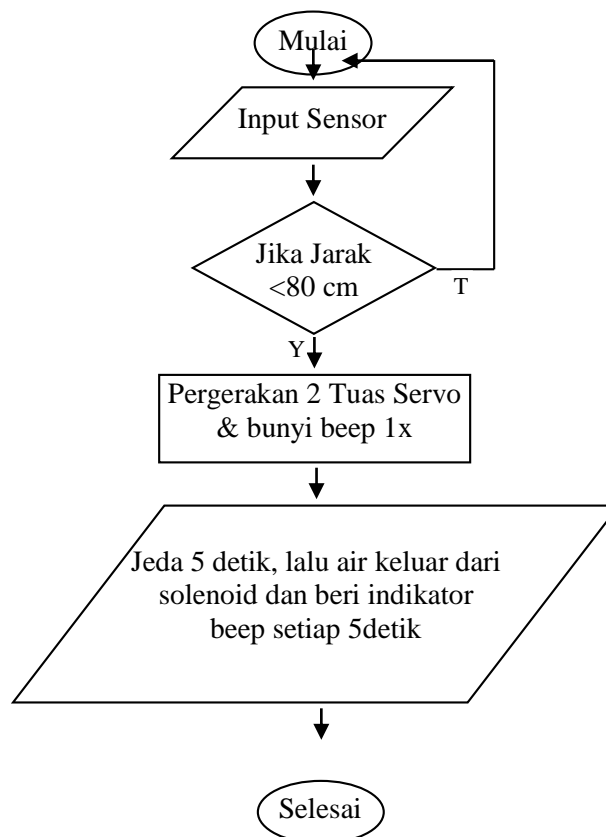 Mulai
Input Sensor
Jika Jarak
<80 cm
T
Y
Pergerakan 2 Tuas Servo
& bunyi beep 1x
Jeda 5 detik, lalu air keluar dari
solenoid dan beri indikator
beep setiap 5detik
Selesai